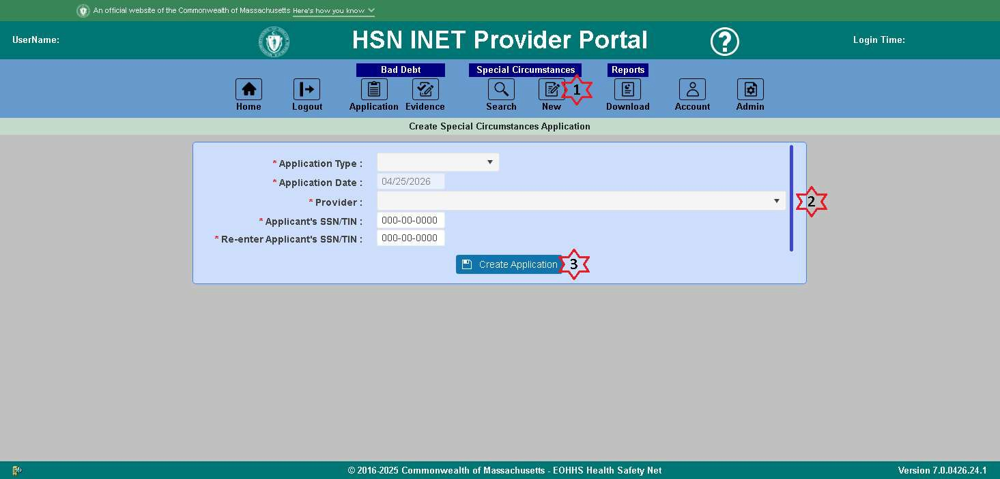 An official website of the Commonwealth of Massachusetts Here's how you know
UserName:
HSN INET Provider Portal
?
Login Time:
Bad Debt
Special Circumstances
Reports
1
Home
Logout
Application
Evidence
Search
New
Download
Account
Admin
Create Special Circumstances Application
* Application Type :
* Application Date : 04/25/2026
* Provider :
2
* Applicant's SSN/TIN : 000-00-0000
* Re-enter Applicant's SSN/TIN : 000-00-0000
Create Application 3
© 2016-2025 Commonwealth of Massachusetts - EOHHS Health Safety Net
Version 7.0.0426.24.1